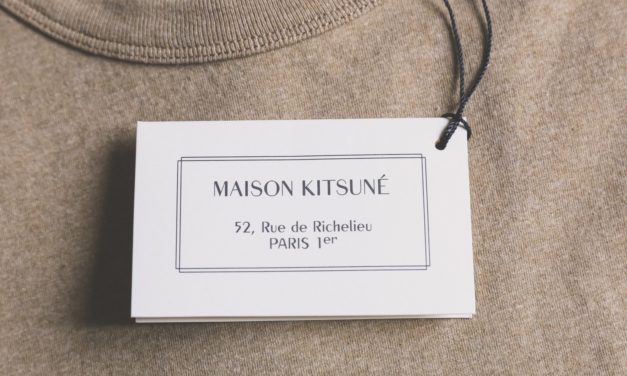 MAISON KITSUNÉ
52, Rue de Richelieu
PARIS 1er